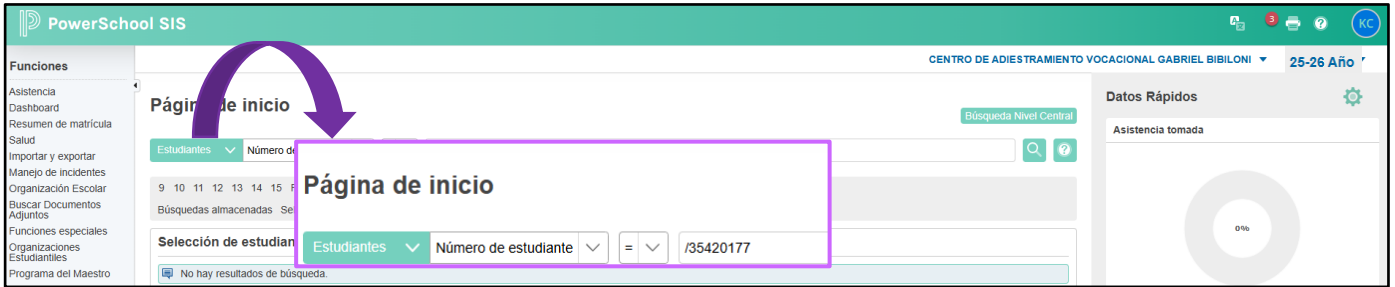 PowerSchool SIS
3
KC
Funciones
CENTRO DE ADIESTRAMIENTO VOCACIONAL GABRIEL BIBILONI
25-26 Año
Asistencia
Dashboard
Resumen de matrícula
Salud
Importar y exportar
Manejo de incidentes
Organización Escolar
Buscar Documentos
Adjuntos
Funciones especiales
Organizaciones
Estudiantiles
Programa del Maestro
Página de inicio
Búsqueda Nivel Central
Estudiantes Número de
9 10 11 12 13 14 15
Búsquedas almacenadas
Selección de
No hay resultados de búsqueda.
Página de inicio
Estudiantes Número de estudiante = /35420177
Datos Rápidos
Asistencia tomada
0%